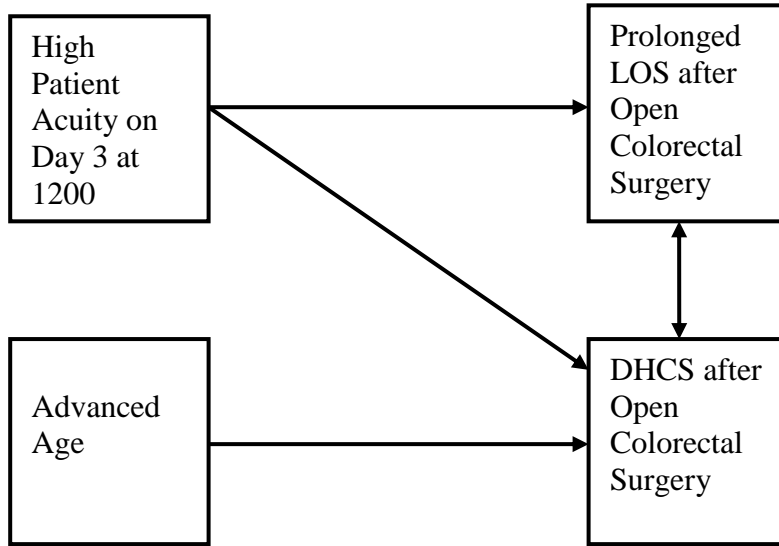 High
Patient
Acuity on
Day 3 at
1200
Prolonged
LOS after
Open
Colorectal
Surgery
Advanced
Age
DHCS after
Open
Colorectal
Surgery